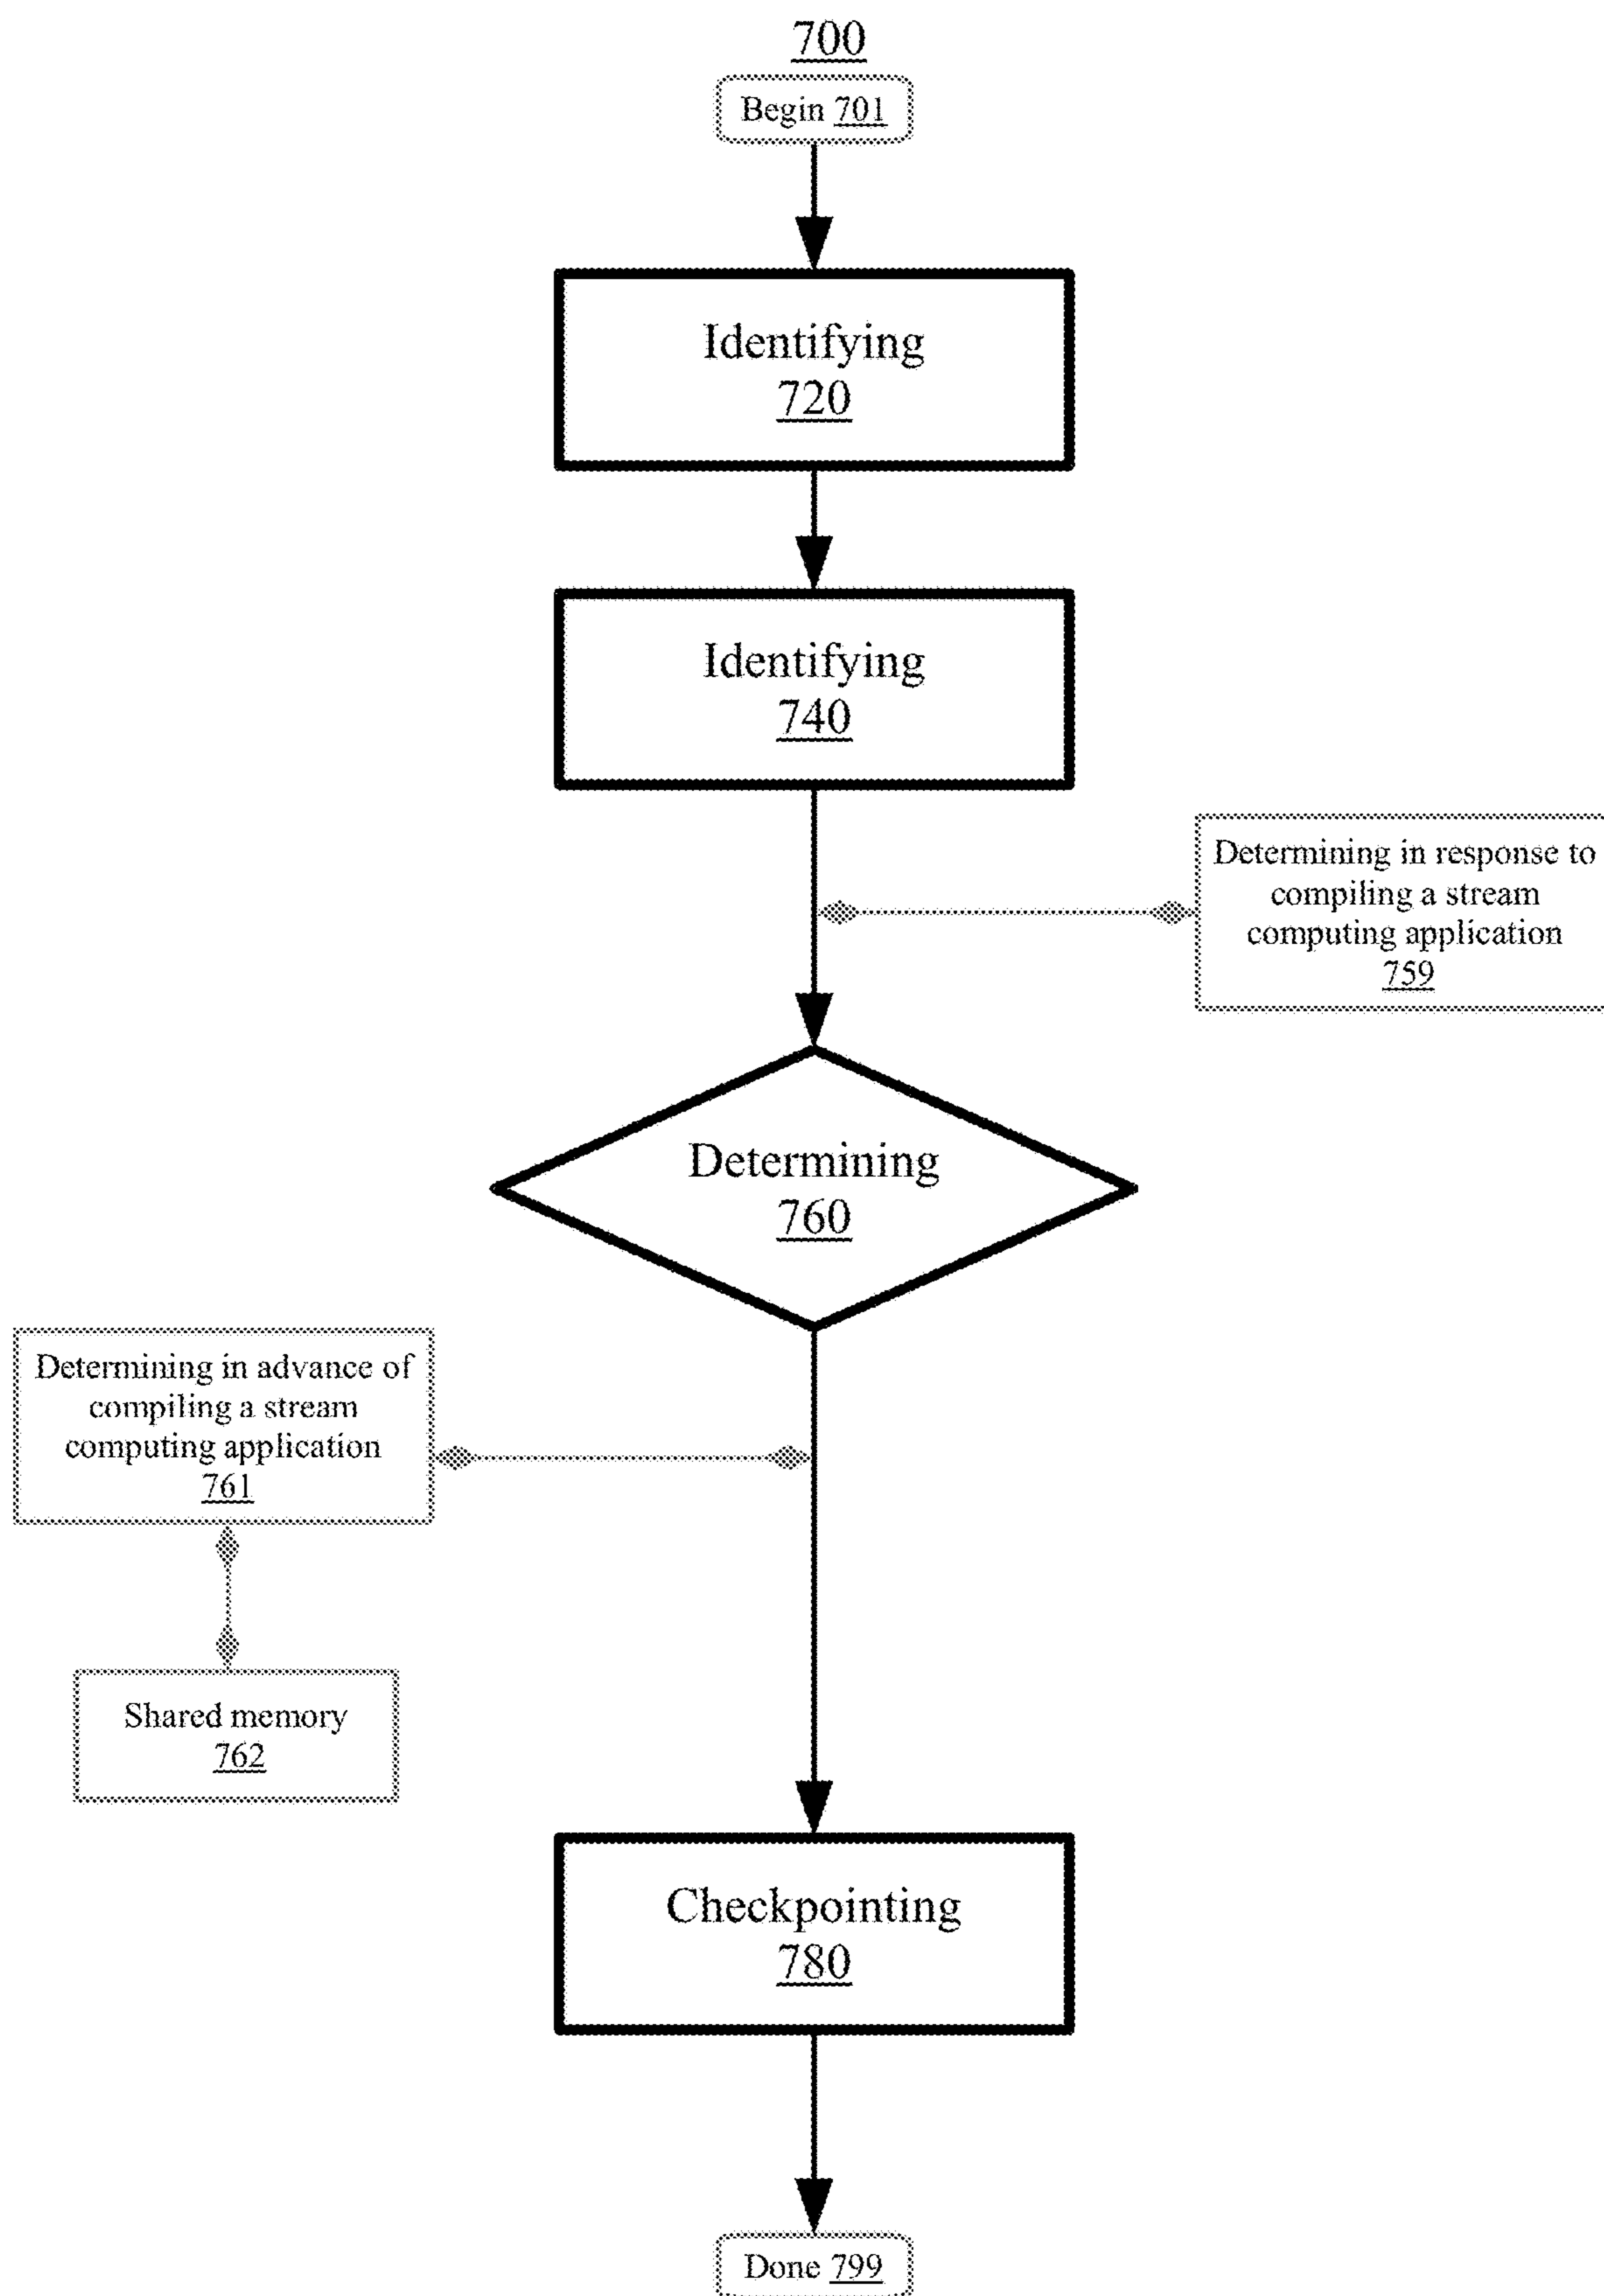 700
Begin 701
Identifying
720
Identifying
740
Determining in response to
compiling a stream
computing application
759
Determining
760
Determining in advance of
compiling a stream
computing application
761
Shared memory
762
Checkpointing
780
Done 799